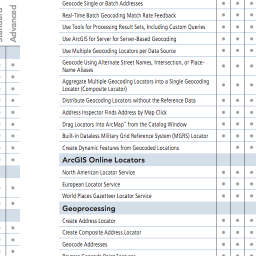 Standard
Advanced
Geocode Single or Batch Addresses
Real-Time Batch Geocoding Match Rate Feedback
Use Tools for Processing Result Sets, Including Custom Queries
Use ArcGIS for Server for Server-Based Geocoding
Use Multiple Geocoding Locators per Data Source
Geocode Using Alternate Street Names, Intersection, or Place-
Name Aliases
Aggregate Multiple Geocoding Locators into a Single Geocoding
Locator (Composite Locator)
Distribute Geocoding Locators without the Reference Data
Address Inspector Finds Address by Map Click
Drag Locators into ArcMap™ from the Catalog Window
Built-in Dataless Military Grid Reference System (MGRS) Locator
Create Dynamic Features from Geocoded Locations
ArcGIS Online Locators
North American Locator Service
European Locator Service
World Places Gazetteer Locator Service
Geoprocessing
Create Address Locator
Create Composite Address Locator
Geocode Addresses